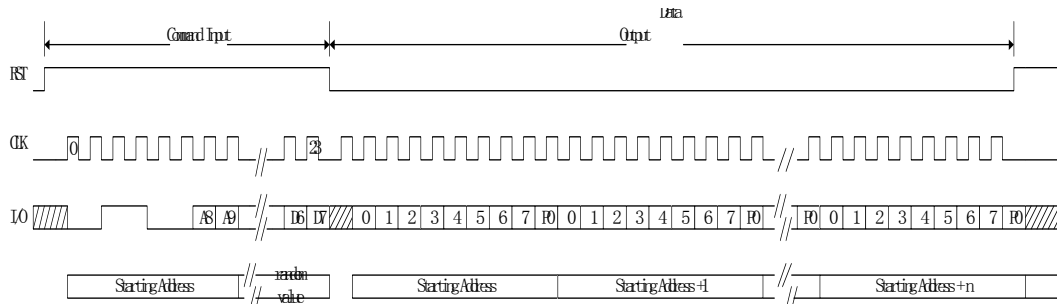 Data
Command Input
Output
RST
CLK
0
23
I/O
A8 A9 D6 D7 0 1 2 3 4 5 6 7 P0 0 1 2 3 4 5 6 7 P0 P0 0 1 2 3 4 5 6 7 P0
Starting Address
random
value
Starting Address
Starting Address +1
Starting Address + n